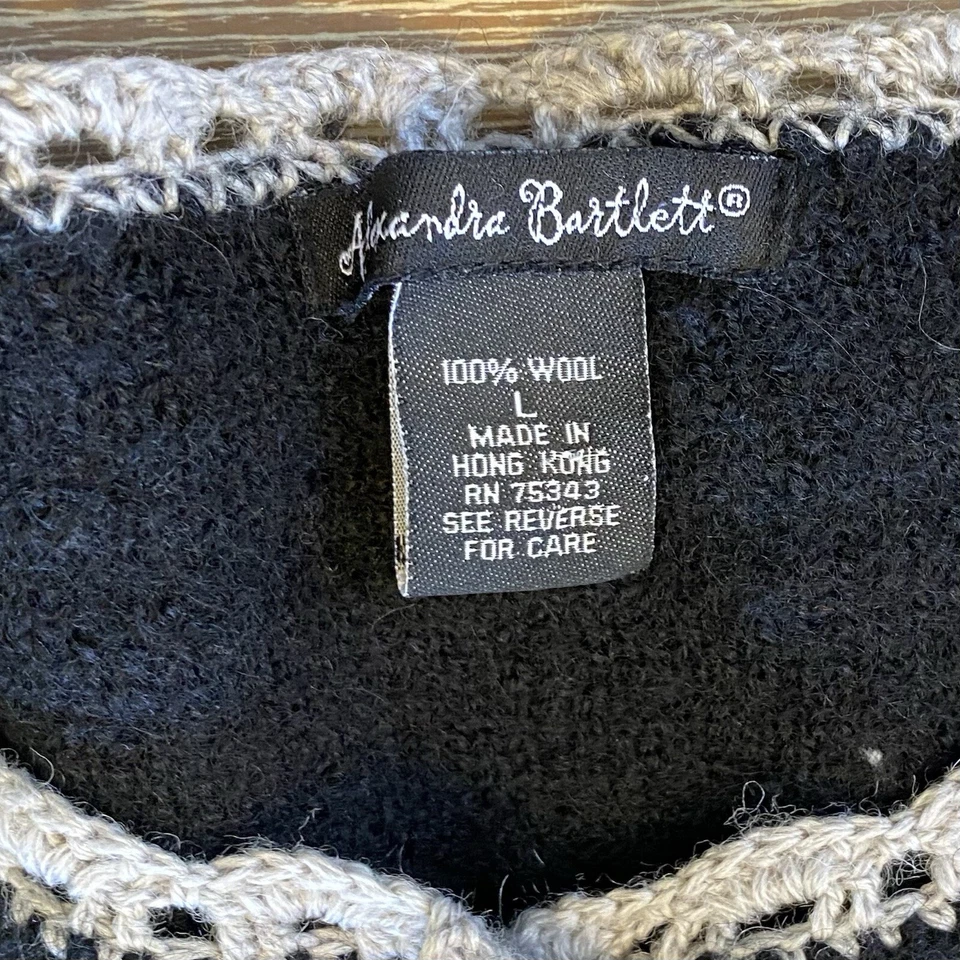 Alexandra Bartlett®
100% WOOL
L
MADE IN
HONG KONG
RN 75343
SEE REVERSE
FOR CARE